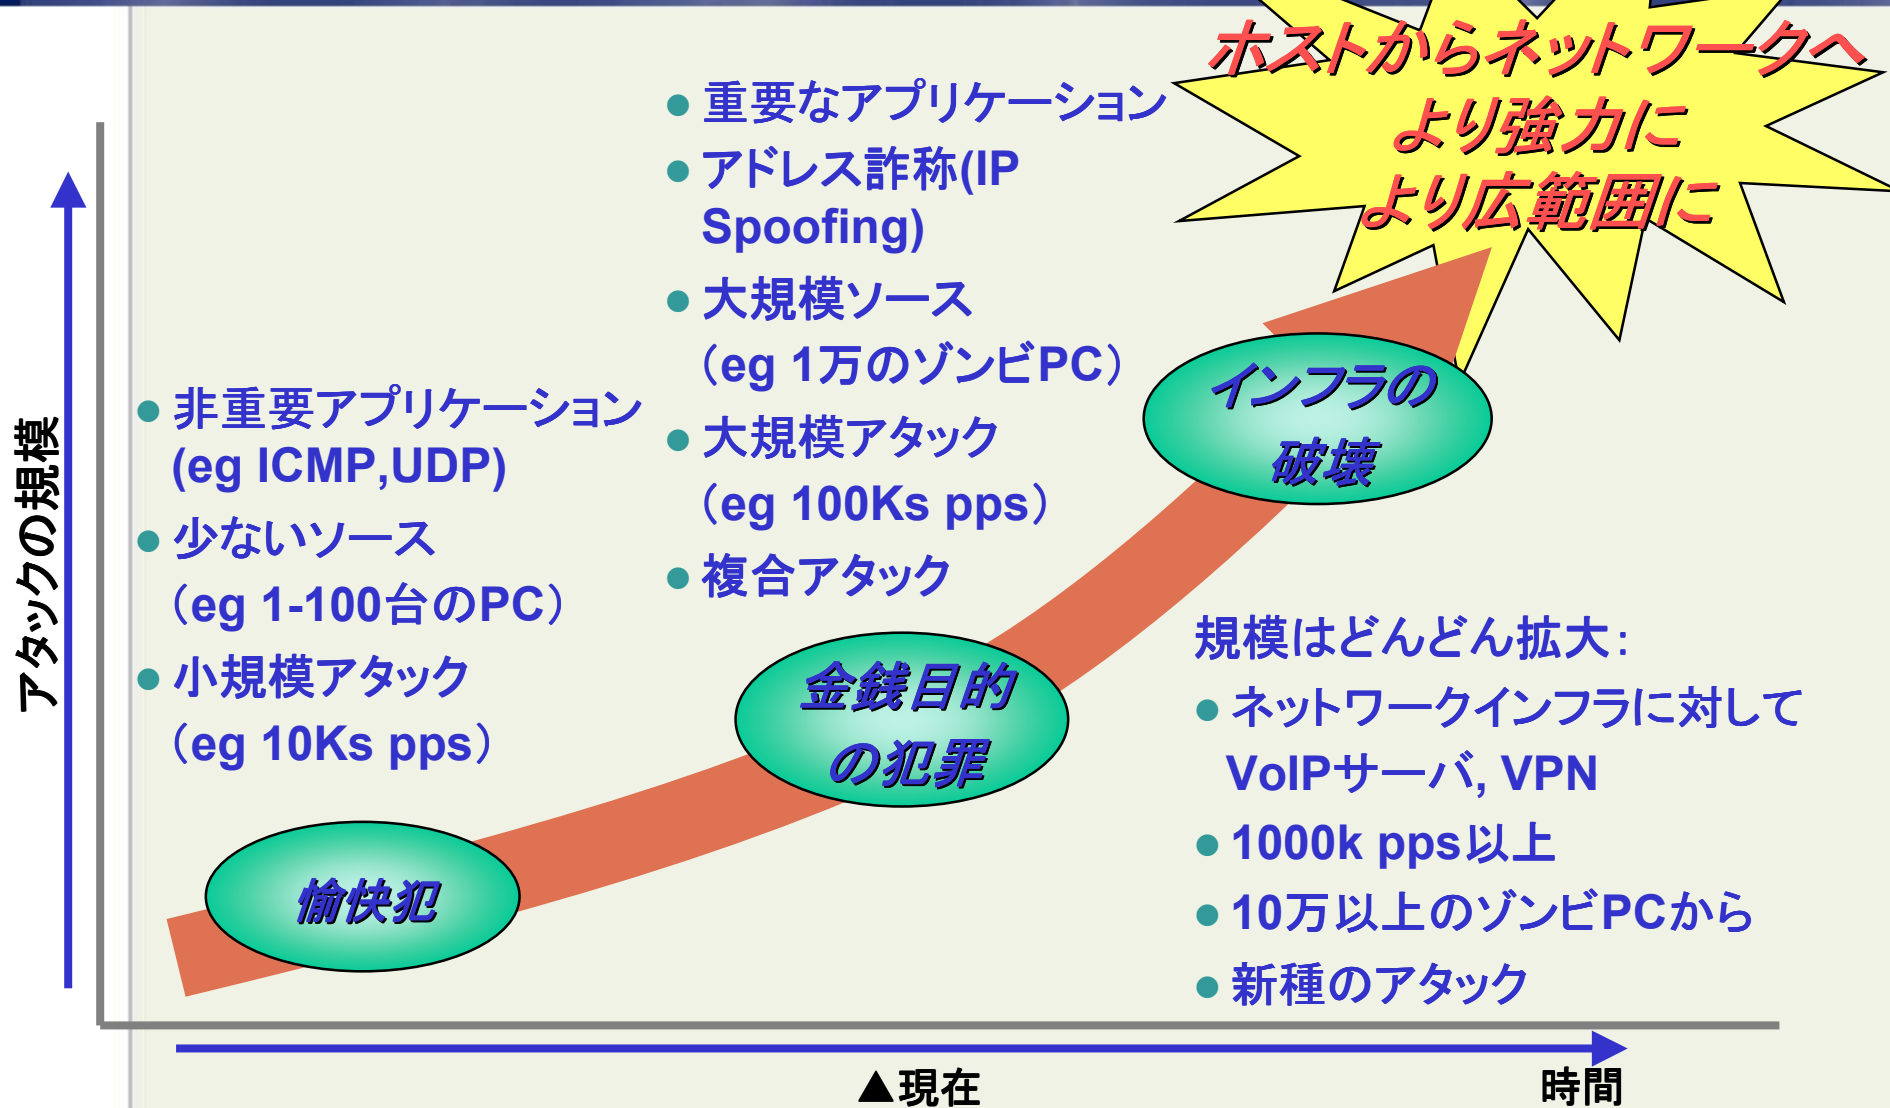 ホストからネットワークへ
より強力に
より広範囲に
● 重要なアプリケーション
● アドレス詐称(IP
Spoofing)
● 大規模ソース
（eg 1万のゾンビPC）
● 大規模アタック
（eg 100Ks pps）
● 複合アタック
● 非重要アプリケーション
(eg ICMP,UDP)
● 少ないソース
（eg 1-100台のPC）
● 小規模アタック
（eg 10Ks pps）
アタックの規模
インフラの
破壊
金銭目的
の犯罪
愉快犯
規模はどんどん拡大：
● ネットワークインフラに対して
VoIPサーバ, VPN
● 1000k pps以上
● 10万以上のゾンビPCから
● 新種のアタック
▲現在
時間